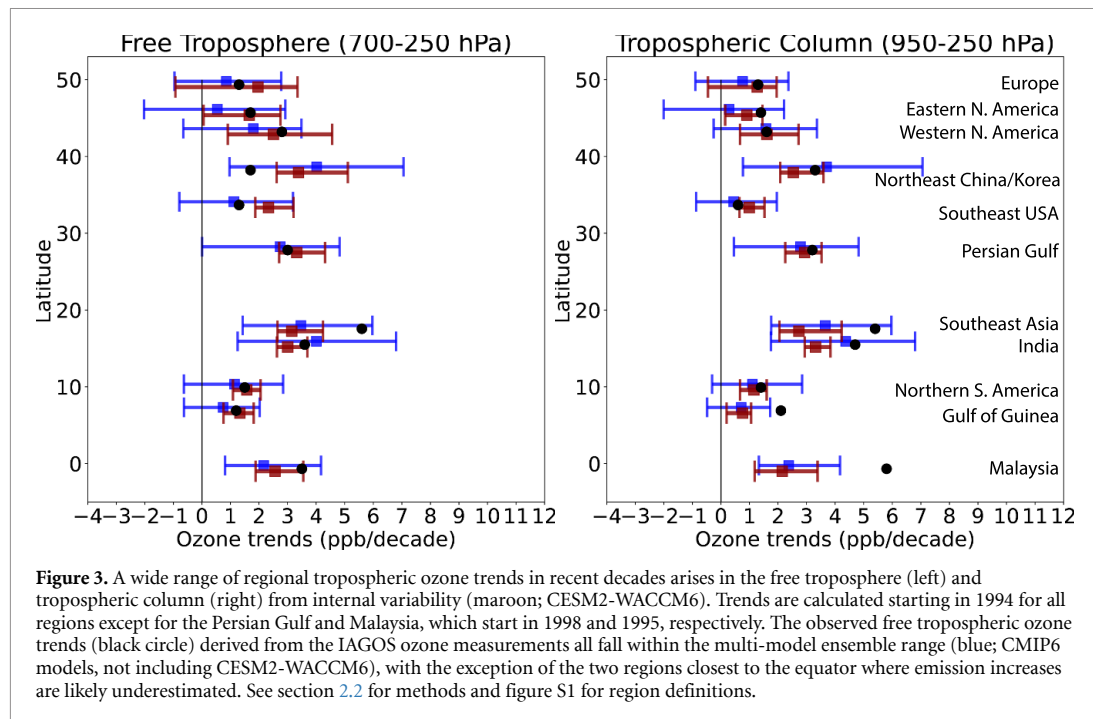 Free Troposphere (700-250 hPa)
Tropospheric Column (950-250 hPa)
Latitude
50
40
30
20
10
0
−4 −3 −2 −1 0 1 2 3 4 5 6 7 8 9 10 11 12
Ozone trends (ppb/decade)
Latitude
50
40
30
20
10
0
Europe
Eastern N. America
Western N. America
Northeast China/Korea
Southeast USA
Persian Gulf
Southeast Asia
India
Northern S. America
Gulf of Guinea
Malaysia
−4 −3 −2 −1 0 1 2 3 4 5 6 7 8 9 10 11 12
Ozone trends (ppb/decade)
Figure 3. A wide range of regional tropospheric ozone trends in recent decades arises in the free troposphere (left) and
tropospheric column (right) from internal variability (maroon; CESM2-WACCM6). Trends are calculated starting in 1994 for all
regions except for the Persian Gulf and Malaysia, which start in 1998 and 1995, respectively. The observed free tropospheric ozone
trends (black circle) derived from the IAGOS ozone measurements all fall within the multi-model ensemble range (blue; CMIP6
models, not including CESM2-WACCM6), with the exception of the two regions closest to the equator where emission increases
are likely underestimated. See section 2.2 for methods and figure S1 for region definitions.